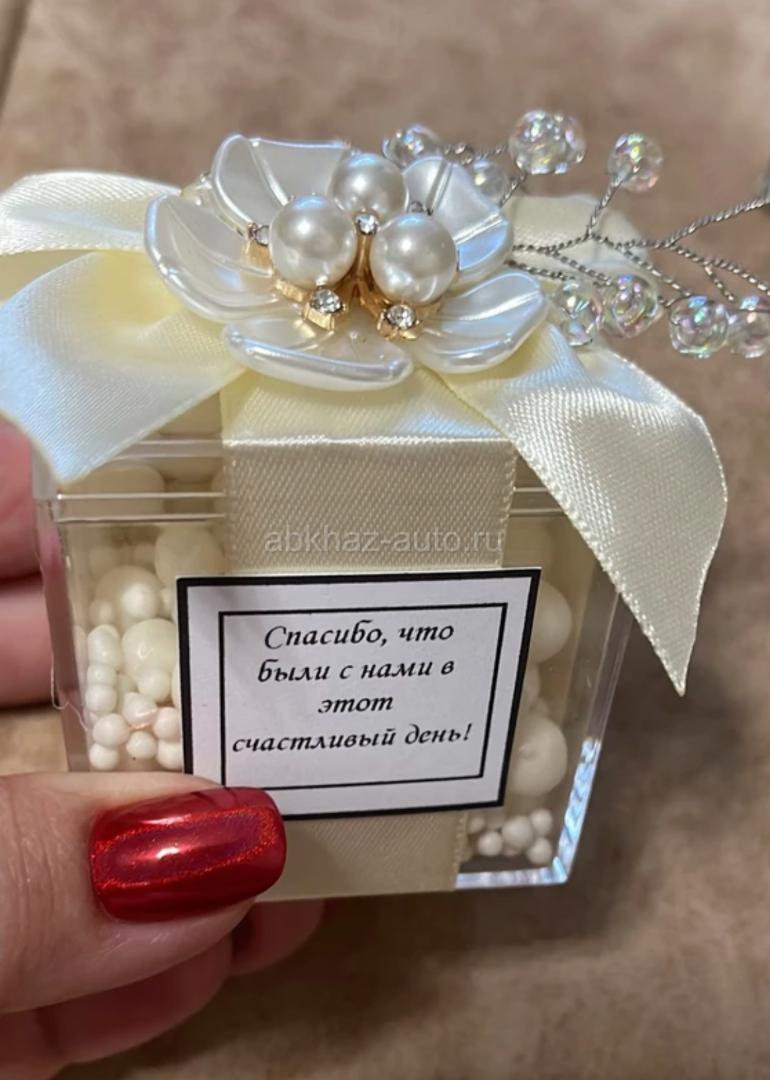 abkhaz-auto.ru
Спасибо, что
были с нами в
этот
счастливый день!